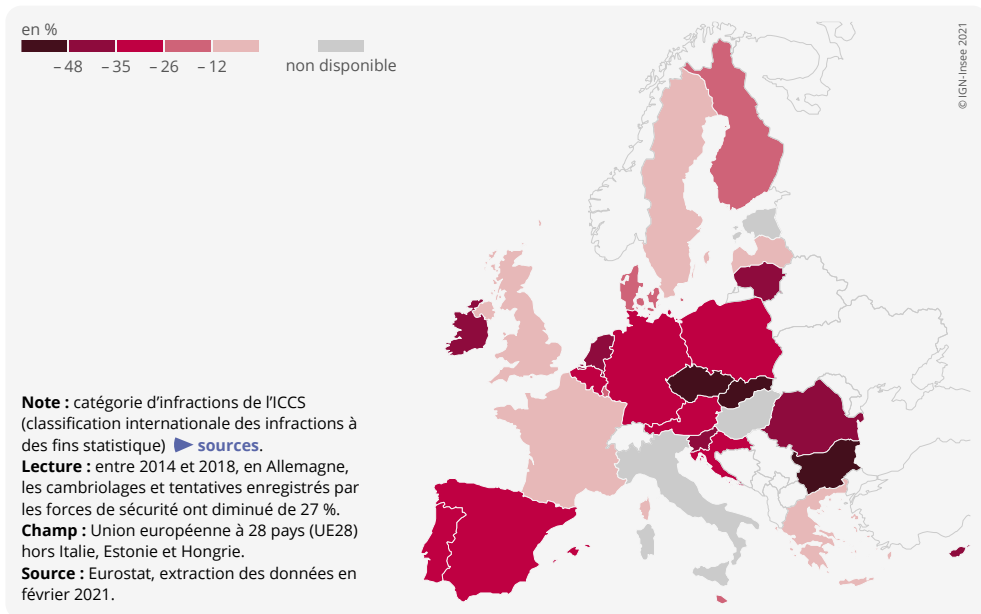 en %
– 48 – 35 – 26 – 12
non disponible
© IGN-Insee 2021
Note : catégorie d’infractions de l’ICCS
(classification internationale des infractions à
des fins statistique) ▶ sources.
Lecture : entre 2014 et 2018, en Allemagne,
les cambriolages et tentatives enregistrés par
les forces de sécurité ont diminué de 27 %.
Champ : Union européenne à 28 pays (UE28)
hors Italie, Estonie et Hongrie.
Source : Eurostat, extraction des données en
février 2021.